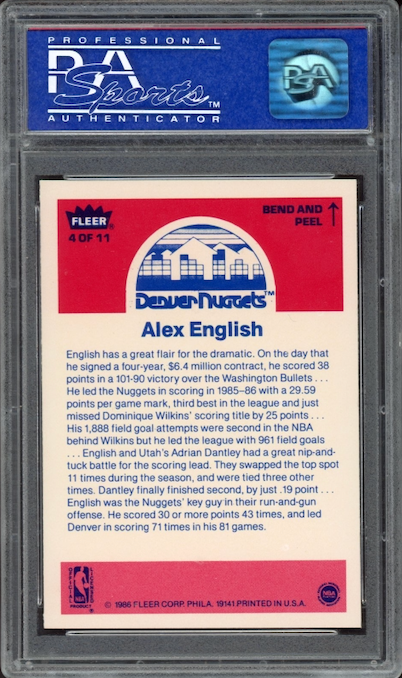 PROFESSIONAL
PSA
Sports™
AUTHENTICATOR
PSA
FLEER®
4 OF 11
BEND AND
PEEL ↑
Denver Nuggets™
Alex English
English has a great flair for the dramatic. On the day that
he signed a four-year, $6.4 million contract, he scored 38
points in a 101-90 victory over the Washington Bullets . . .
He led the Nuggets in scoring in 1985–86 with a 29.59
points per game mark, third best in the league and just
missed Dominique Wilkins' scoring title by 25 points . . .
His 1,888 field goal attempts were second in the NBA
behind Wilkins but he led the league with 961 field goals
. . . English and Utah's Adrian Dantley had a great nip-and-
tuck battle for the scoring lead. They swapped the top spot
11 times during the season, and were tied three other
times. Dantley finally finished second, by just .19 point . . .
English was the Nuggets' key guy in their run-and-gun
offense. He scored 30 or more points 43 times, and led
Denver in scoring 71 times in his 81 games.
OFFICIAL LICENSED
NBA
PRODUCT
© 1986 FLEER CORP. PHILA. 19141 PRINTED IN U.S.A.
NBA